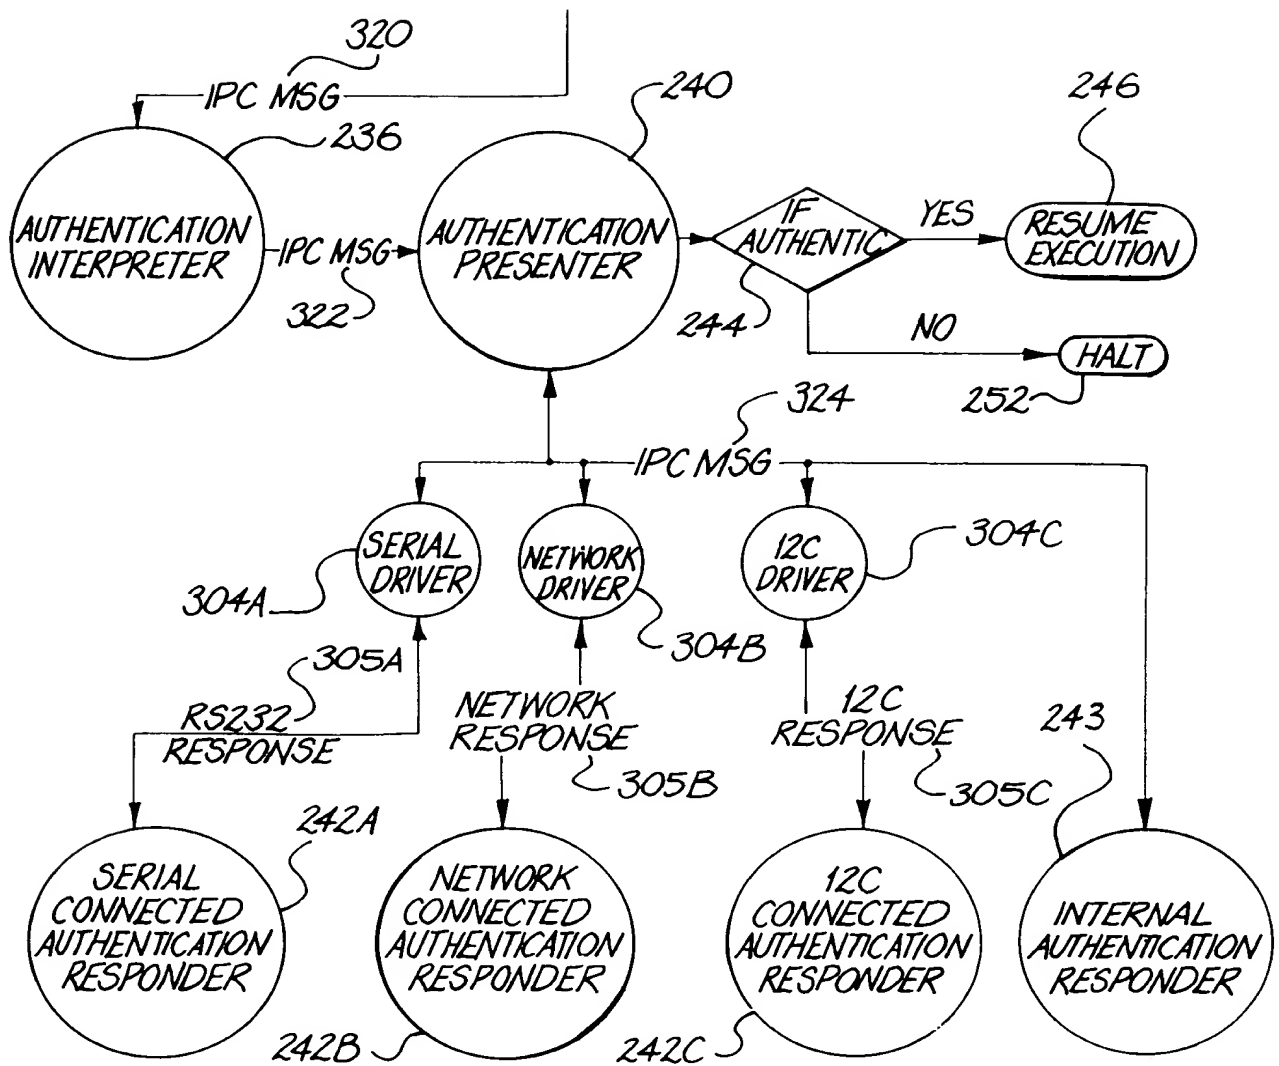 320
IPC MSG
236
240
246
AUTHENTICATION
INTERPRETER
IPC MSG
322
AUTHENTICATION
PRESENTER
IF
AUTHENTIC
244
YES
RESUME
EXECUTION
NO
HALT
252
324
IPC MSG
SERIAL
DRIVER
304A
NETWORK
DRIVER
304B
12C
DRIVER
304C
305A
RS232
RESPONSE
NETWORK
RESPONSE
305B
12C
RESPONSE
305C
243
242A
SERIAL
CONNECTED
AUTHENTICATION
RESPONDER
NETWORK
CONNECTED
AUTHENTICATION
RESPONDER
242B
12C
CONNECTED
AUTHENTICATION
RESPONDER
242C
INTERNAL
AUTHENTICATION
RESPONDER